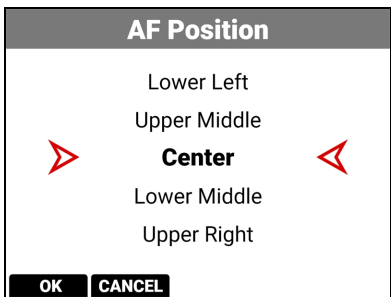 AF Position
Lower Left
Upper Middle
Center
Lower Middle
Upper Right
OK CANCEL